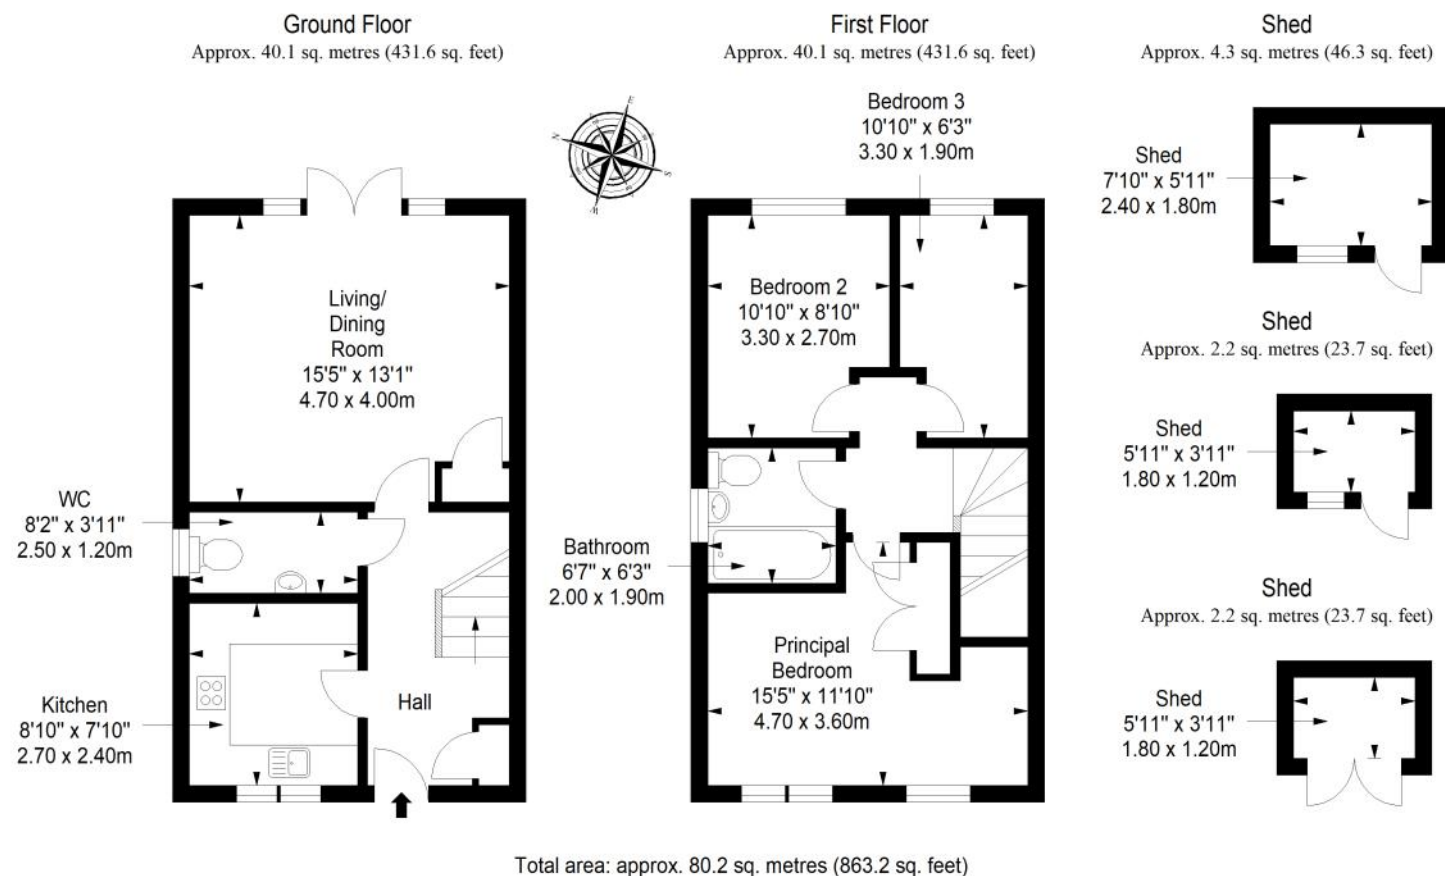 Ground Floor
Approx. 40.1 sq. metres (431.6 sq. feet)
Living/
Dining
Room
15'5" x 13'1"
4.70 x 4.00m
WC
8'2" x 3'11"
2.50 x 1.20m
Kitchen
8'10" x 7'10"
2.70 x 2.40m
Hall
N
E
S
W
First Floor
Approx. 40.1 sq. metres (431.6 sq. feet)
Bedroom 3
10'10" x 6'3"
3.30 x 1.90m
Bedroom 2
10'10" x 8'10"
3.30 x 2.70m
Bathroom
6'7" x 6'3"
2.00 x 1.90m
Principal
Bedroom
15'5" x 11'10"
4.70 x 3.60m
Shed
Approx. 4.3 sq. metres (46.3 sq. feet)
Shed
7'10" x 5'11"
2.40 x 1.80m
Shed
Approx. 2.2 sq. metres (23.7 sq. feet)
Shed
5'11" x 3'11"
1.80 x 1.20m
Shed
Approx. 2.2 sq. metres (23.7 sq. feet)
Shed
5'11" x 3'11"
1.80 x 1.20m
Total area: approx. 80.2 sq. metres (863.2 sq. feet)